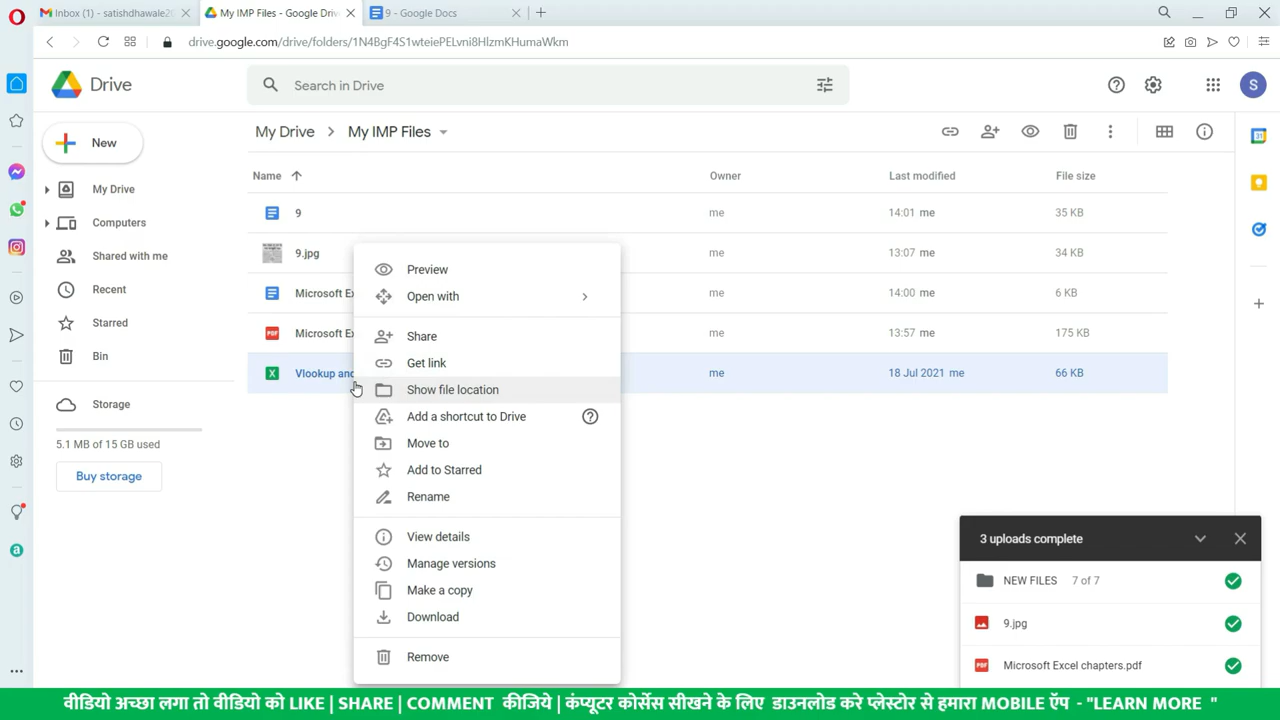 Inbox (1) - satishdhawale20
My IMP Files - Google Driv
9 - Google Docs
drive.google.com/drive/folders/1N4BgF4S1wteiePELvni8HlzmKHumaWkm
Drive
Search in Drive
S
New
My Drive
Computers
Shared with me
Recent
Starred
Bin
Storage
5.1 MB of 15 GB used
Buy storage
My Drive > My IMP Files
Name Owner Last modified File size
9 me 14:01 me 35 KB
9.jpg me 13:07 me 34 KB
Microsoft Ex me 14:00 me 6 KB
PDF Microsoft Ex me 13:57 me 175 KB
X Vlookup and me 18 Jul 2021 me 66 KB
Preview
Open with
Share
Get link
Show file location
Add a shortcut to Drive
Move to
Add to Starred
Rename
View details
Manage versions
Make a copy
Download
Remove
3 uploads complete
NEW FILES 7 of 7
9.jpg
PDF Microsoft Excel chapters.pdf
वीडियो अच्छा लगा तो वीडियो को LIKE | SHARE | COMMENT कीजिये | कंप्यूटर कोर्सेस सीखने के लिए डाउनलोड करे प्लेस्टोर से हमारा MOBILE ऍप - "LEARN MORE "